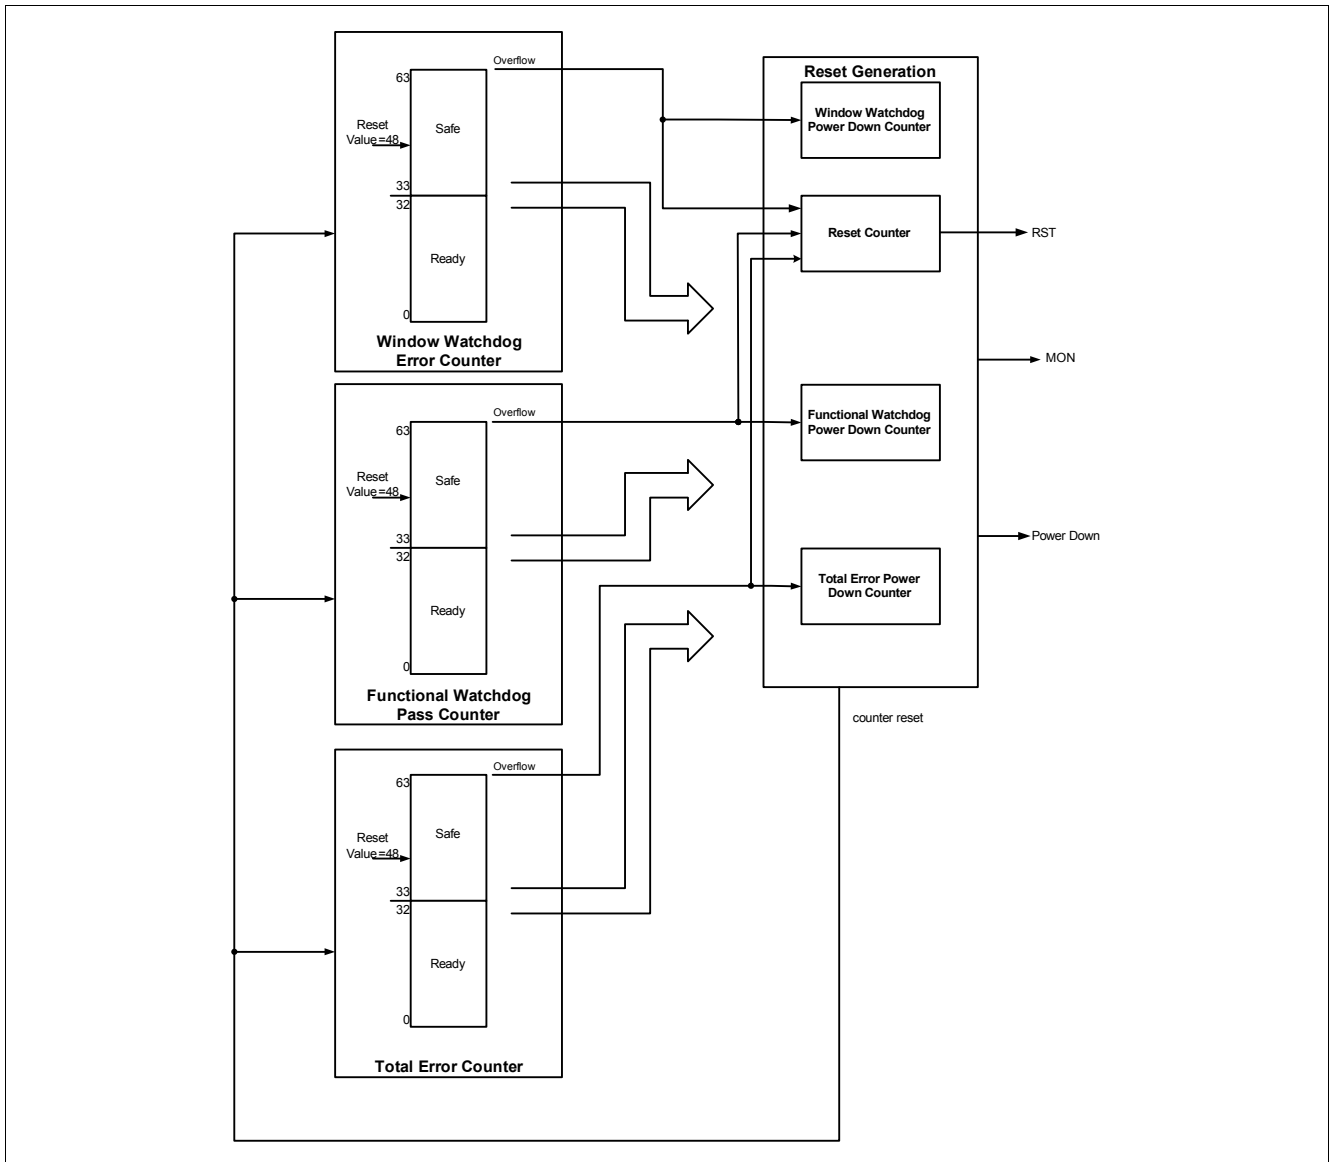 Overflow
63
Safe
Reset
Value =48
33
32
Ready
0
Window Watchdog
Error Counter
Overflow
63
Safe
Reset
Value =48
33
32
Ready
0
Functional Watchdog
Pass Counter
Overflow
63
Safe
Reset
Value =48
33
32
Ready
0
Total Error Counter
Reset Generation
Window Watchdog
Power Down Counter
Reset Counter
Functional Watchdog
Power Down Counter
Total Error Power
Down Counter
RST
MON
Power Down
counter reset